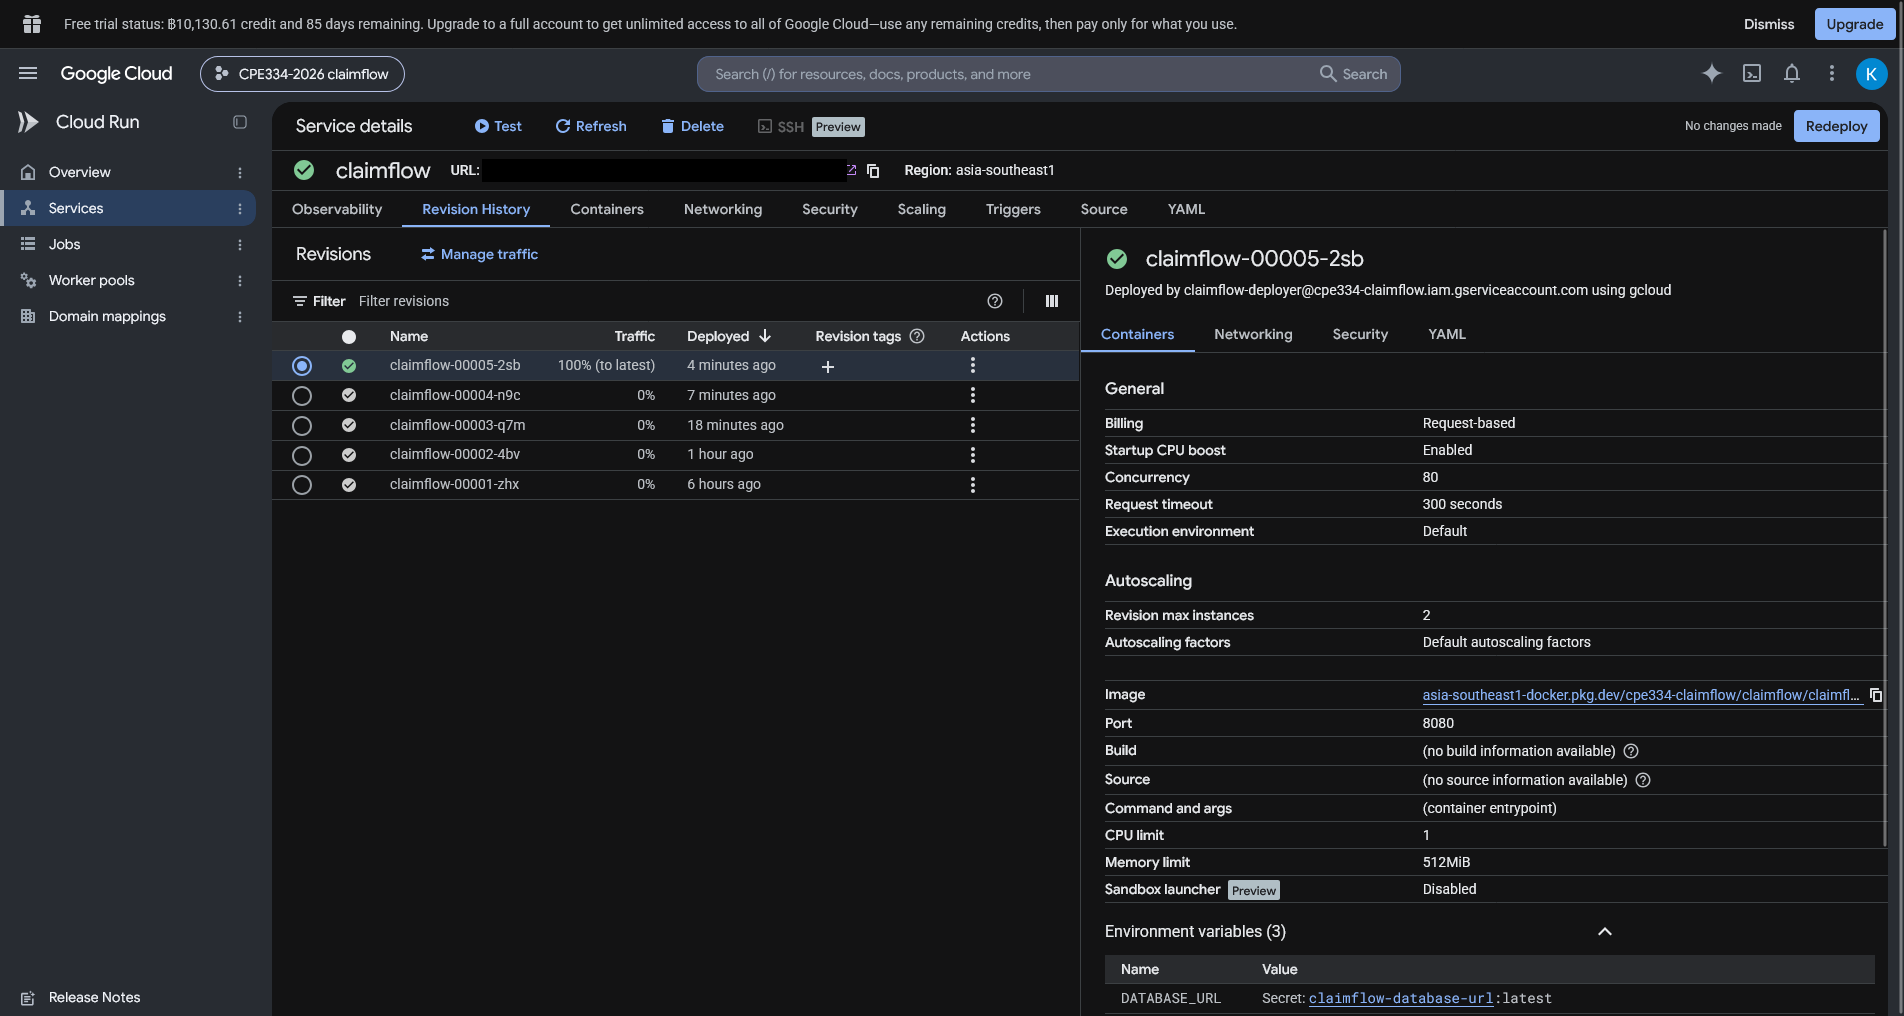 Free trial status: ฿10,130.61 credit and 85 days remaining. Upgrade to a full account to get unlimited access to all of Google Cloud—use any remaining credits, then pay only for what you use.
Dismiss
Upgrade
Google Cloud
CPE334-2026 claimflow
Search (/) for resources, docs, products, and more
Search
K
Cloud Run
Overview
Services
Jobs
Worker pools
Domain mappings
Release Notes
Service details
Test
Refresh
Delete
SSH
Preview
No changes made
Redeploy
claimflow
URL:
Region: asia-southeast1
Observability
Revision History
Containers
Networking
Security
Scaling
Triggers
Source
YAML
Revisions
Manage traffic
Filter
Filter revisions
Name Traffic Deployed Revision tags Actions
claimflow-00005-2sb 100% (to latest) 4 minutes ago
claimflow-00004-n9c 0% 7 minutes ago
claimflow-00003-q7m 0% 18 minutes ago
claimflow-00002-4bv 0% 1 hour ago
claimflow-00001-zhx 0% 6 hours ago
claimflow-00005-2sb
Deployed by claimflow-deployer@cpe334-claimflow.iam.gserviceaccount.com using gcloud
Containers
Networking
Security
YAML
General
Billing Request-based
Startup CPU boost Enabled
Concurrency 80
Request timeout 300 seconds
Execution environment Default
Autoscaling
Revision max instances 2
Autoscaling factors Default autoscaling factors
Image asia-southeast1-docker.pkg.dev/cpe334-claimflow/claimflow/claimfl...
Port 8080
Build (no build information available)
Source (no source information available)
Command and args (container entrypoint)
CPU limit 1
Memory limit 512MiB
Sandbox launcher Preview Disabled
Environment variables (3)
Name Value
DATABASE_URL Secret: claimflow-database-url:latest